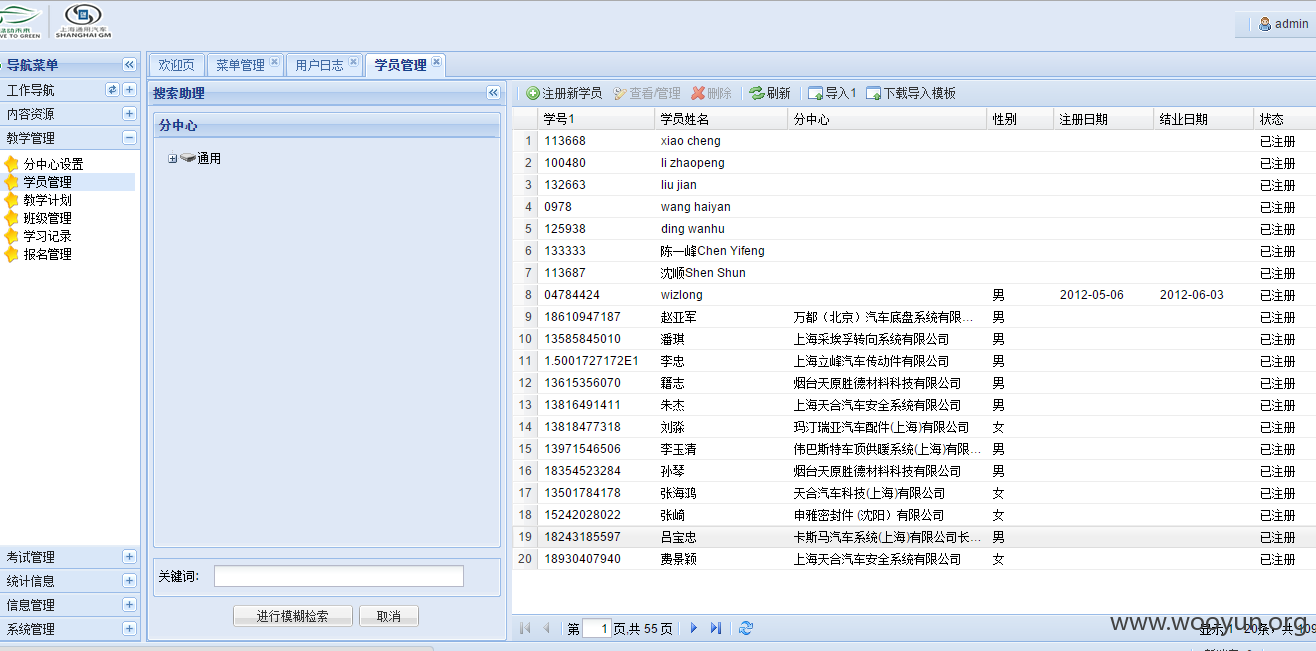 上海通用汽车
SHANGHAI GM
admin
导航菜单
工作导航
内容资源
教学管理
分中心设置
学员管理
教学计划
班级管理
学习记录
报名管理
考试管理
统计信息
信息管理
系统管理
欢迎页 菜单管理 用户日志 学员管理
搜索助理
分中心
通用
关键词:
进行模糊检索 取消
注册新学员 查看/管理 删除 刷新 导入1 下载导入模板
学号1 学员姓名 分中心 性别 注册日期 结业日期 状态
1 113668 xiao cheng 已注册
2 100480 li zhaopeng 已注册
3 132663 liu jian 已注册
4 0978 wang haiyan 已注册
5 125938 ding wanhu 已注册
6 133333 陈一峰Chen Yifeng 已注册
7 113687 沈顺Shen Shun 已注册
8 04784424 wizlong 男 2012-05-06 2012-06-03 已注册
9 18610947187 赵亚军 万都（北京）汽车底盘系统有限... 男 已注册
10 13585845010 潘琪 上海采埃孚转向系统有限公司 男 已注册
11 1.5001727172E1 李忠 上海立峰汽车传动件有限公司 男 已注册
12 13615356070 籍志 烟台天原胜德材料科技有限公司 男 已注册
13 13816491411 朱杰 上海天合汽车安全系统有限公司 男 已注册
14 13818477318 刘淼 玛汀瑞亚汽车配件(上海)有限公司 女 已注册
15 13971546506 李玉清 伟巴斯特车顶供暖系统(上海)有限... 男 已注册
16 18354523284 孙琴 烟台天原胜德材料科技有限公司 男 已注册
17 13501784178 张海鸿 天合汽车科技(上海)有限公司 女 已注册
18 15242028022 张崎 申雅密封件 (沈阳）有限公司 女 已注册
19 18243185597 吕宝忠 卡斯马汽车系统(上海)有限公司长... 男 已注册
20 18930407940 费景颖 上海天合汽车安全系统有限公司 女 已注册
第 1 页,共 55 页
www.wooyun.org